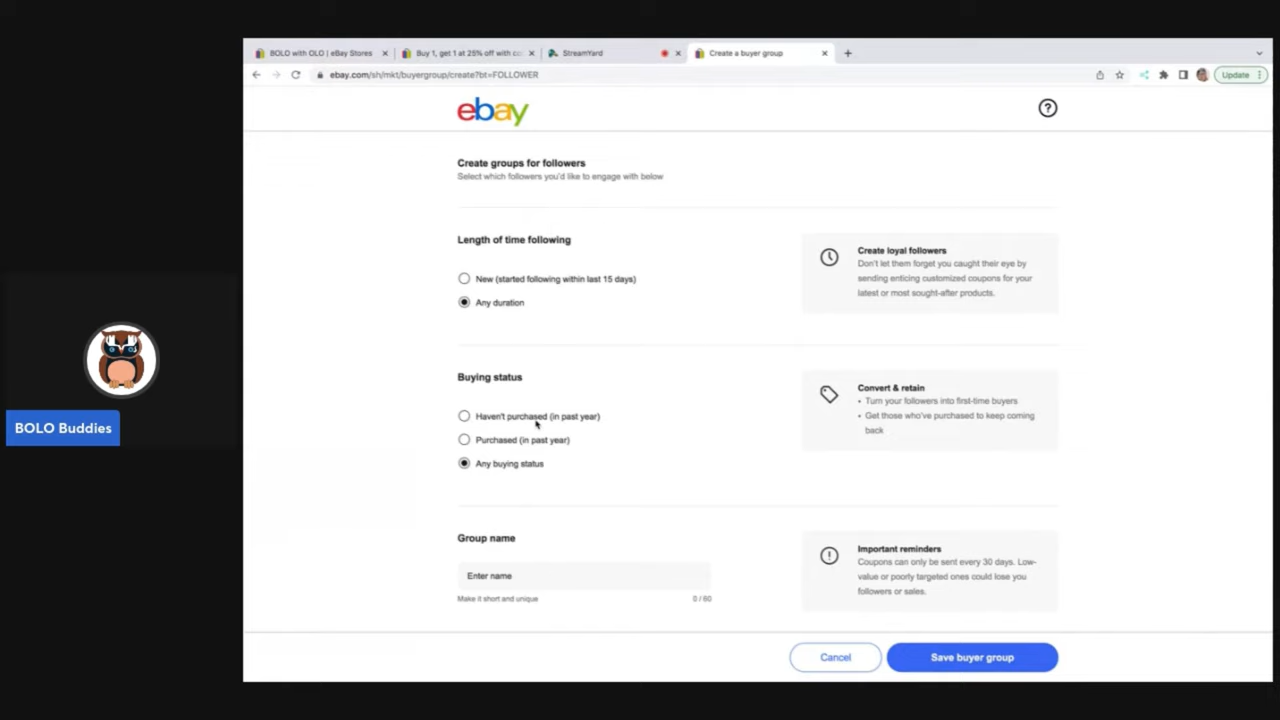 BOLO with OLO | eBay Stores
Buy 1, get 1 at 25% off with co
StreamYard
Create a buyer group
ebay.com/sh/mkt/buyergroup/create?bt=FOLLOWER
Update
ebay
?
Create groups for followers
Select which followers you'd like to engage with below
Length of time following
New (started following within last 15 days)
Any duration
Create loyal followers
Don't let them forget you caught their eye by
sending enticing customized coupons for your
latest or most sought-after products.
Buying status
Haven't purchased (in past year)
Purchased (in past year)
Any buying status
Convert & retain
• Turn your followers into first-time buyers
• Get those who've purchased to keep coming
back
BOLO Buddies
Group name
Enter name
Make it short and unique
0 / 60
Important reminders
Coupons can only be sent every 30 days. Low-
value or poorly targeted ones could lose you
followers or sales.
Cancel
Save buyer group